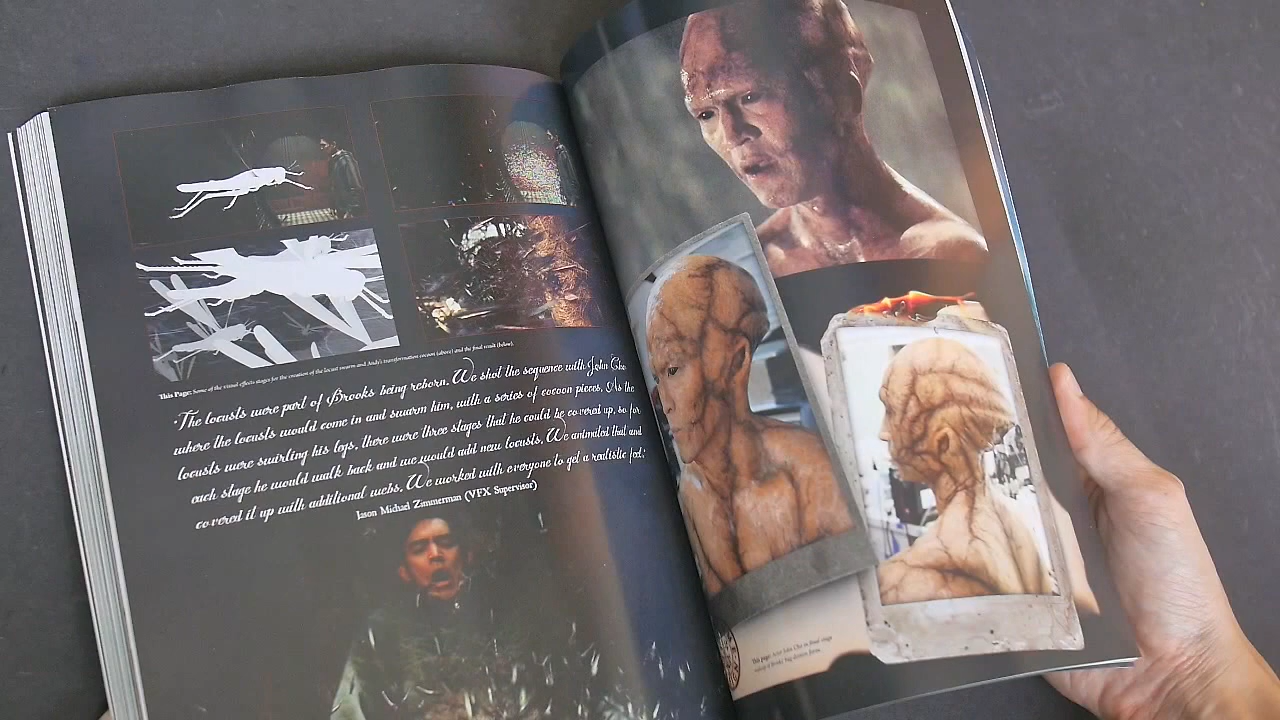 This Page: Some of the visual effects stages for the creation of the locust swarm and Andy's transformation cocoon (above) and the final result (below).
"The locusts were part of Brooks being reborn. We shot the sequence with John Cho
where the locusts would come in and swarm him, with a series of cocoon pieces. As the
locusts were swirling his legs, there were three stages that he could be covered up, so for
each stage he would walk back and we would add new locusts. We animated that and
covered it up with additional webs. We worked with everyone to get a realistic feel."
Jason Michael Zimmerman (VFX Supervisor)
This page: Actor John Cho in final-stage